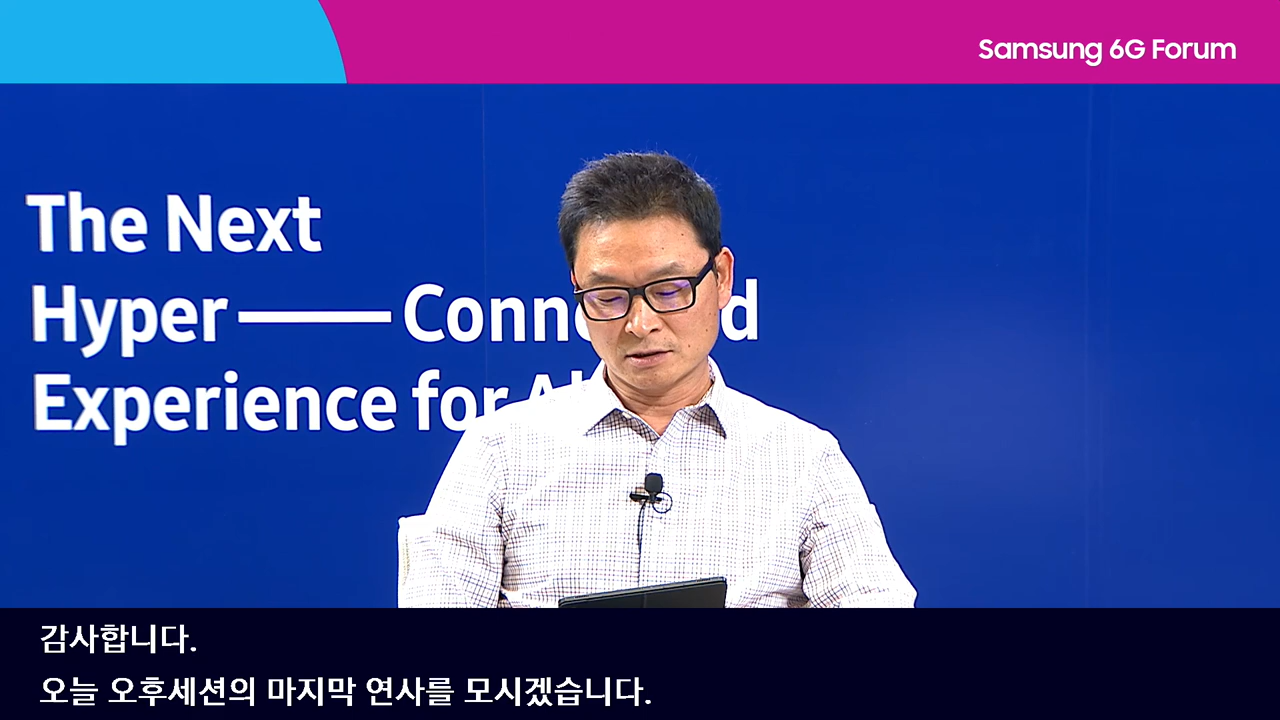 Samsung 6G Forum
The Next
Hyper — Conne d
Experience for
감사합니다.
오늘 오후세션의 마지막 연사를 모시겠습니다.